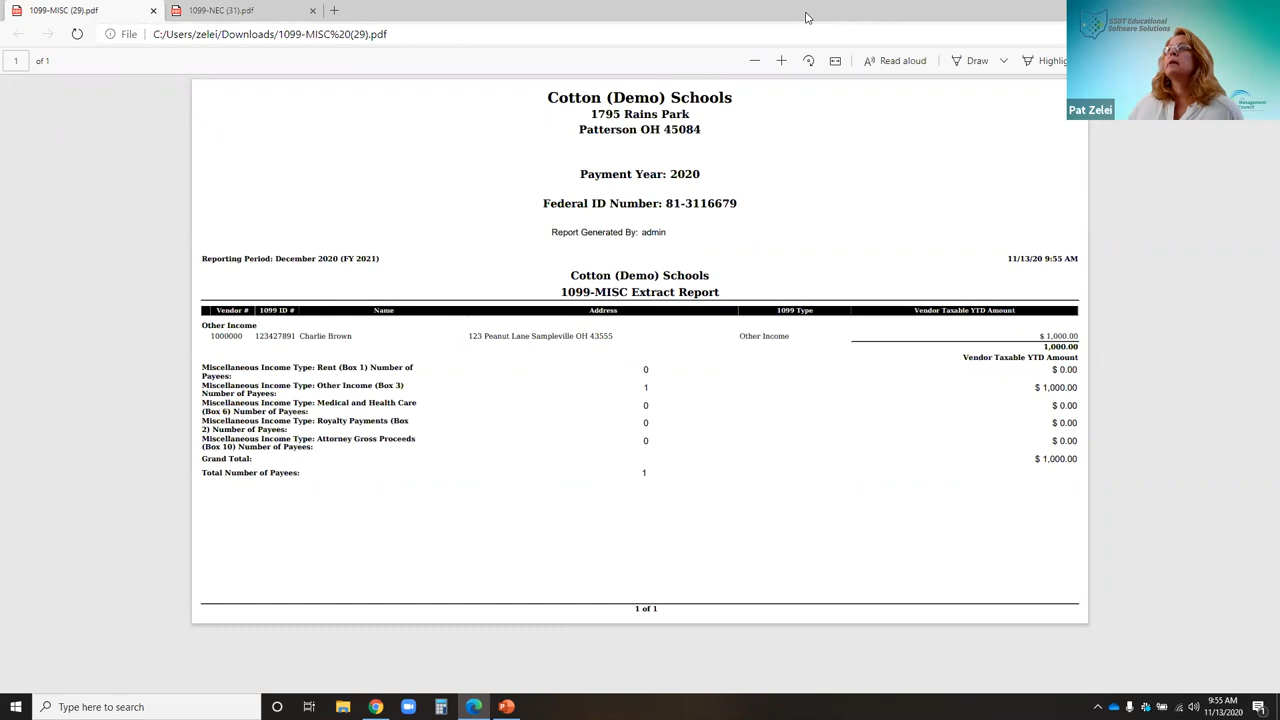 1099-MISC (29).pdf
1099-NEC (31).pdf
File C:/Users/zelei/Downloads/1099-MISC%20(29).pdf
1 of 1
Read aloud
Draw
Highlig
SSDT Educational
Software Solutions
Management
Council
Pat Zelei
Cotton (Demo) Schools
1795 Rains Park
Patterson OH 45084
Payment Year: 2020
Federal ID Number: 81-3116679
Report Generated By: admin
Reporting Period: December 2020 (FY 2021) 11/13/20 9:55 AM
Cotton (Demo) Schools
1099-MISC Extract Report
Vendor # 1099 ID # Name Address 1099 Type Vendor Taxable YTD Amount
Other Income
1000000 123427891 Charlie Brown 123 Peanut Lane Sampleville OH 43555 Other Income $ 1,000.00
1,000.00
Vendor Taxable YTD Amount
Miscellaneous Income Type: Rent (Box 1) Number of
Payees: 0 $ 0.00
Miscellaneous Income Type: Other Income (Box 3)
Number of Payees: 1 $ 1,000.00
Miscellaneous Income Type: Medical and Health Care
(Box 6) Number of Payees: 0 $ 0.00
Miscellaneous Income Type: Royalty Payments (Box
2) Number of Payees: 0 $ 0.00
Miscellaneous Income Type: Attorney Gross Proceeds
(Box 10) Number of Payees: 0 $ 0.00
Grand Total: $ 1,000.00
Total Number of Payees: 1
1 of 1
Type here to search
9:55 AM
11/13/2020
1